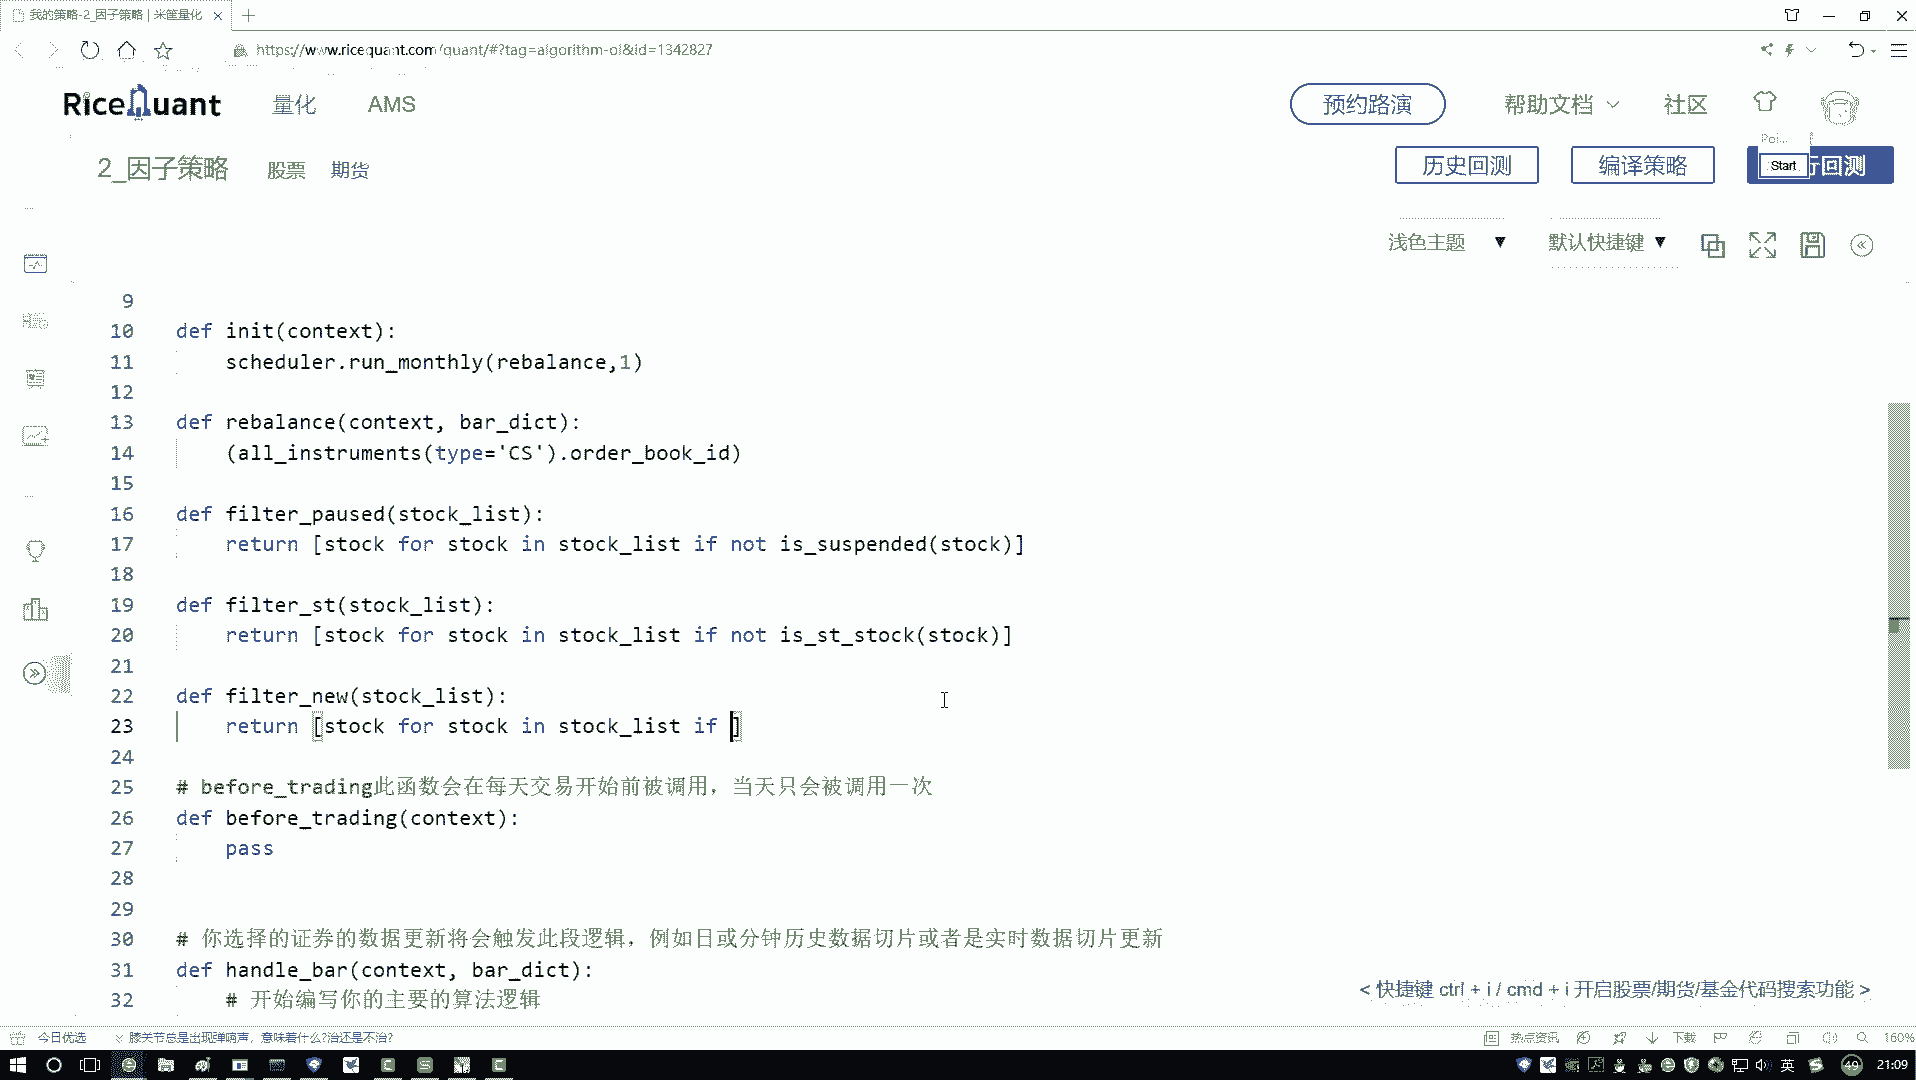 我的策略-2_因子策略 | 米筐量化
https://www.ricequant.com/quant/#?tag=algorithm-ol&id=1342827
RiceQuant 量化 AMS 预约路演 帮助文档 社区
Poi...
2_因子策略 股票 期货 历史回测 编译策略 Start 行回测
浅色主题 ▼ 默认快捷键 ▼
9
10 def init(context):
11 scheduler.run_monthly(rebalance,1)
12
13 def rebalance(context, bar_dict):
14 (all_instruments(type='CS').order_book_id)
15
16 def filter_paused(stock_list):
17 return [stock for stock in stock_list if not is_suspended(stock)]
18
19 def filter_st(stock_list):
20 return [stock for stock in stock_list if not is_st_stock(stock)]
21
22 def filter_new(stock_list):
23 return [stock for stock in stock_list if ]
24
25 # before_trading此函数会在每天交易开始前被调用，当天只会被调用一次
26 def before_trading(context):
27 pass
28
29
30 # 你选择的证券的数据更新将会触发此段逻辑，例如日或分钟历史数据切片或者是实时数据切片更新
31 def handle_bar(context, bar_dict):
32 # 开始编写你的主要的算法逻辑
< 快捷键 ctrl + i / cmd + i 开启股票/期货/基金代码搜索功能 >
今日优选 膝关节总是出现弹响声，意味着什么?治还是不治? 热点资讯 下载 160%
英 49 21:09